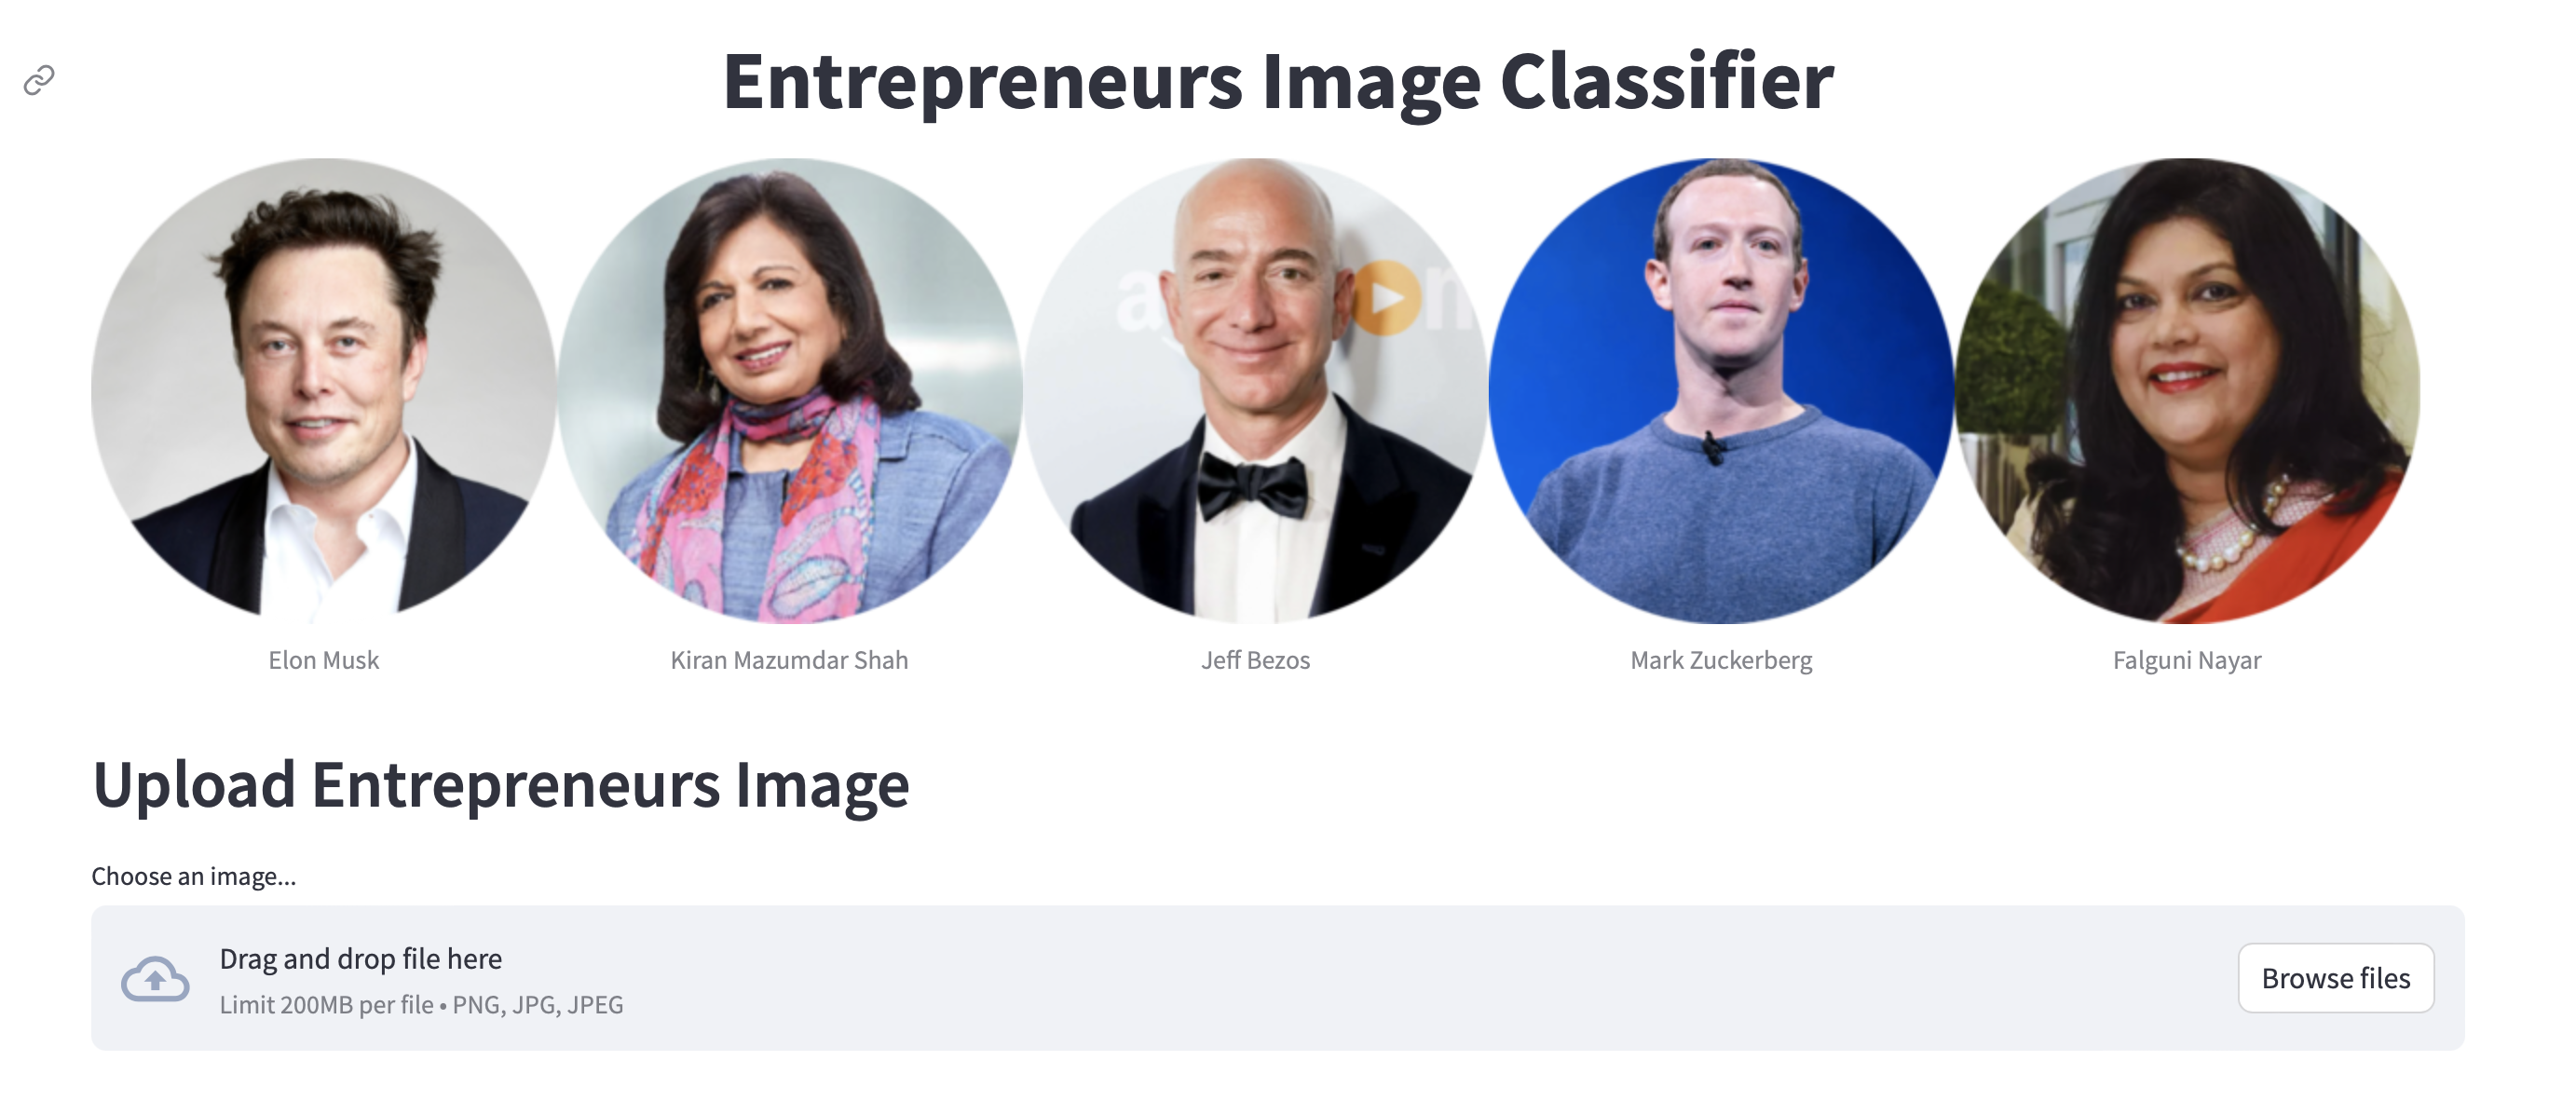 Entrepreneurs Image Classifier
a n
Elon Musk
Kiran Mazumdar Shah
Jeff Bezos
Mark Zuckerberg
Falguni Nayar
Upload Entrepreneurs Image
Choose an image...
Drag and drop file here
Limit 200MB per file • PNG, JPG, JPEG
Browse files